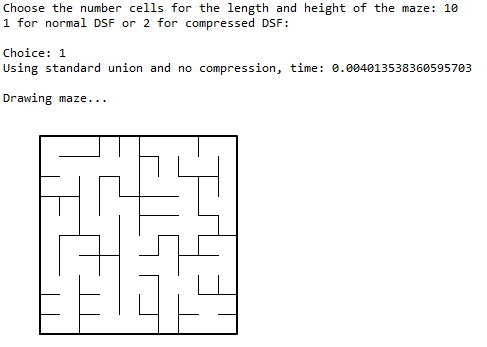 Choose the number cells for the length and height of the maze: 10
1 for normal DSF or 2 for compressed DSF:
Choice: 1
Using standard union and no compression, time: 0.004013538360595703
Drawing maze...